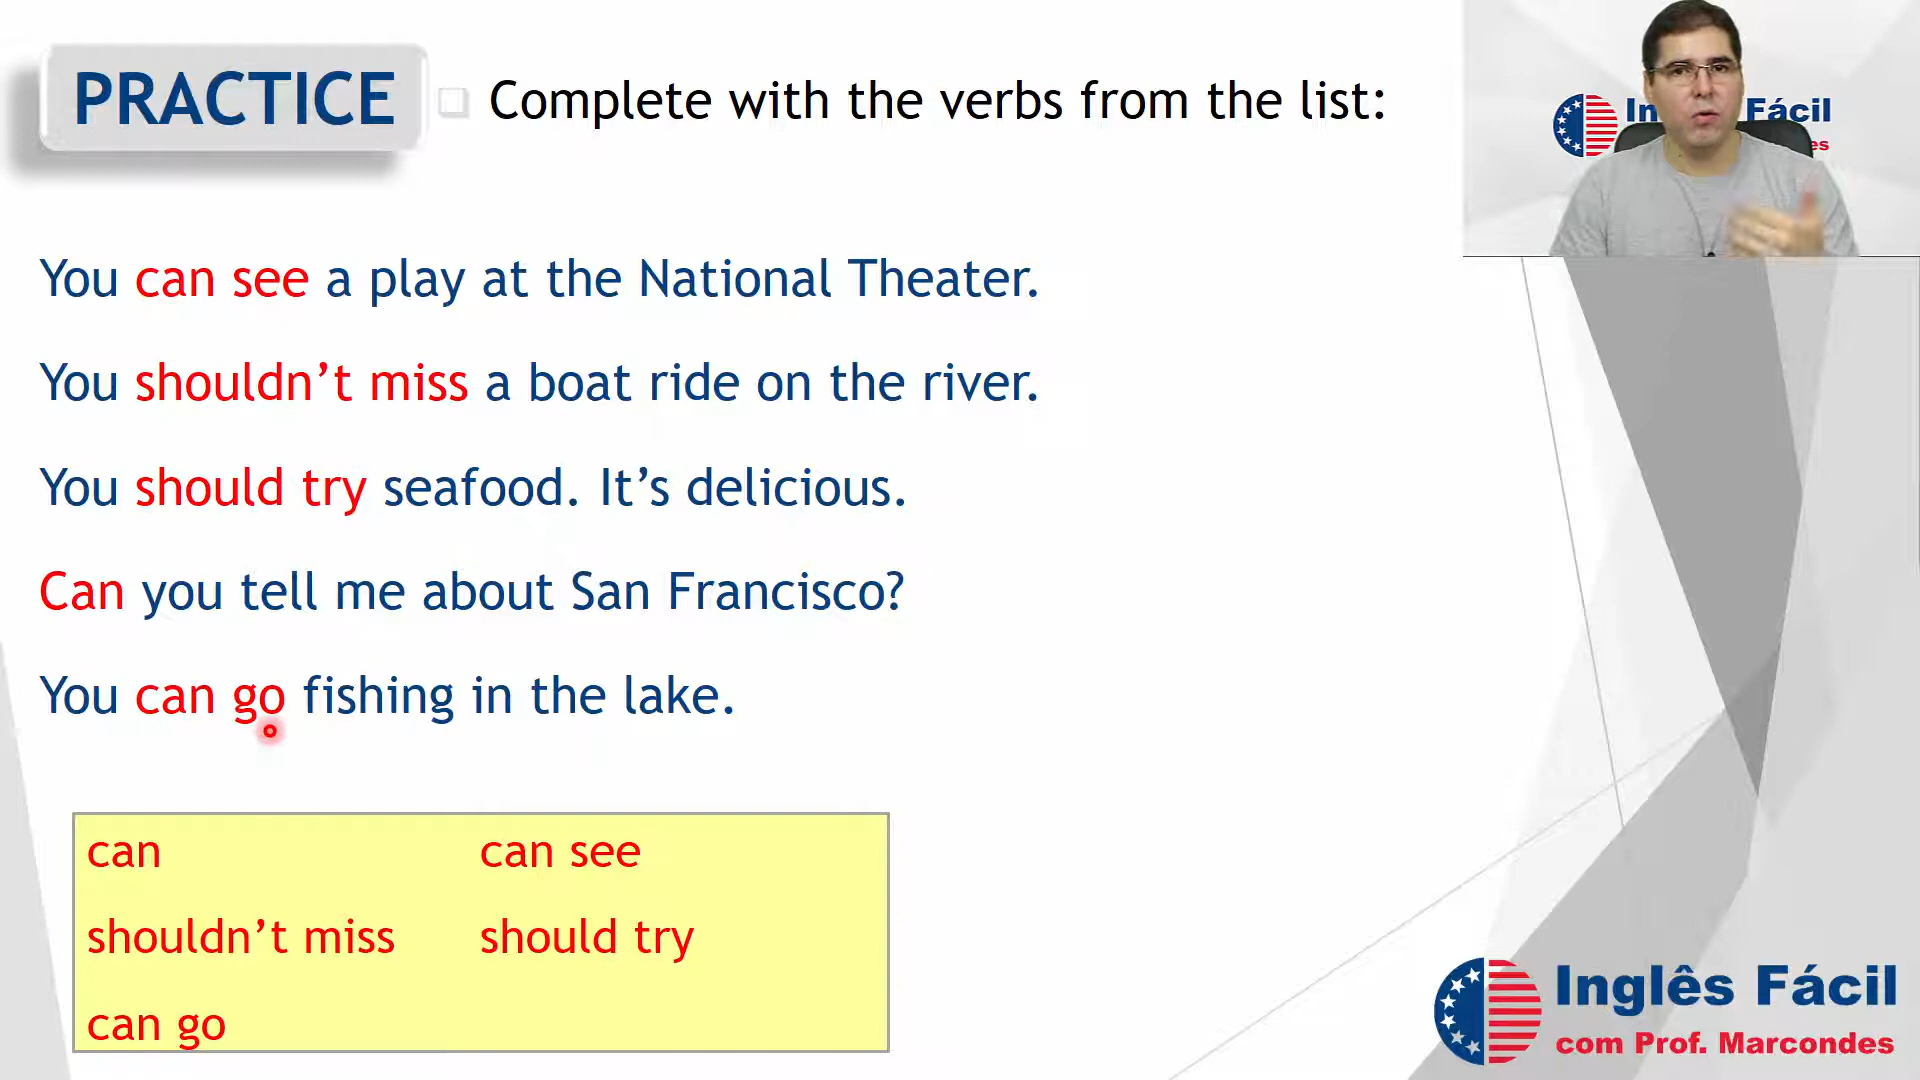 PRACTICE
Complete with the verbs from the list:
In Fácil
es
You can see a play at the National Theater.
You shouldn’t miss a boat ride on the river.
You should try seafood. It’s delicious.
Can you tell me about San Francisco?
You can go fishing in the lake.
can can see
shouldn’t miss should try
can go
Inglês Fácil
com Prof. Marcondes